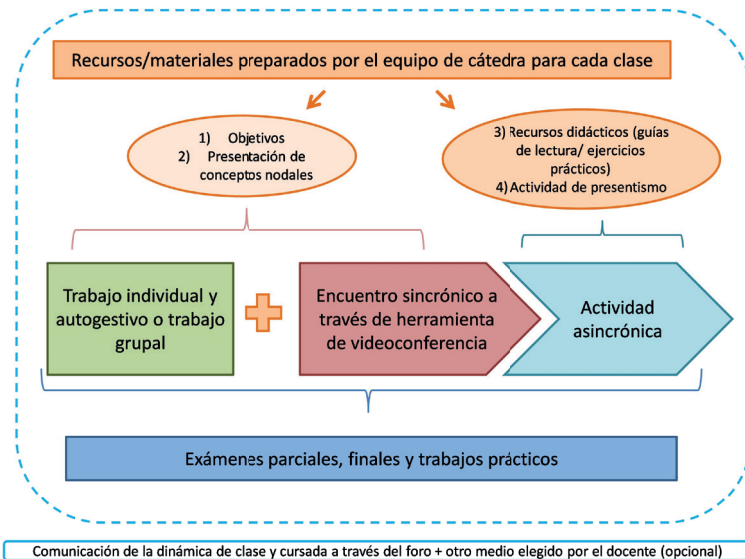 Recursos/materiales preparados por el equipo de cátedra para cada clase
1) Objetivos
2) Presentación de
conceptos nodales
3) Recursos didácticos (guías
de lectura/ ejercicios
prácticos)
4) Actividad de presentismo
Trabajo individual y
autogestivo o trabajo
grupal
Encuentro sincrónico a
través de herramienta
de videoconferencia
Actividad
asincrónica
Exámenes parciales, finales y trabajos prácticos
Comunicación de la dinámica de clase y cursada a través del foro + otro medio elegido por el docente (opcional)